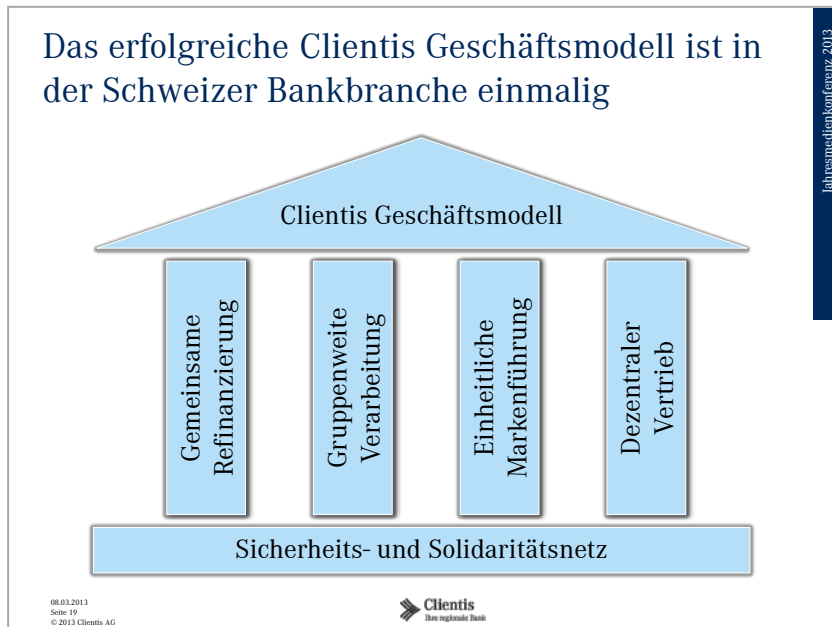 Das erfolgreiche Clientis Geschäftsmodell ist in
der Schweizer Bankbranche einmalig
Jahresmedienkonferenz 2013
Clientis Geschäftsmodell
Gemeinsame
Refinanzierung
Gruppenweite
Verarbeitung
Einheitliche
Markenführung
Dezentraler
Vertrieb
Sicherheits- und Solidaritätsnetz
08.03.2013
Seite 19
© 2013 Clientis AG
Clientis
Ihre regionale Bank